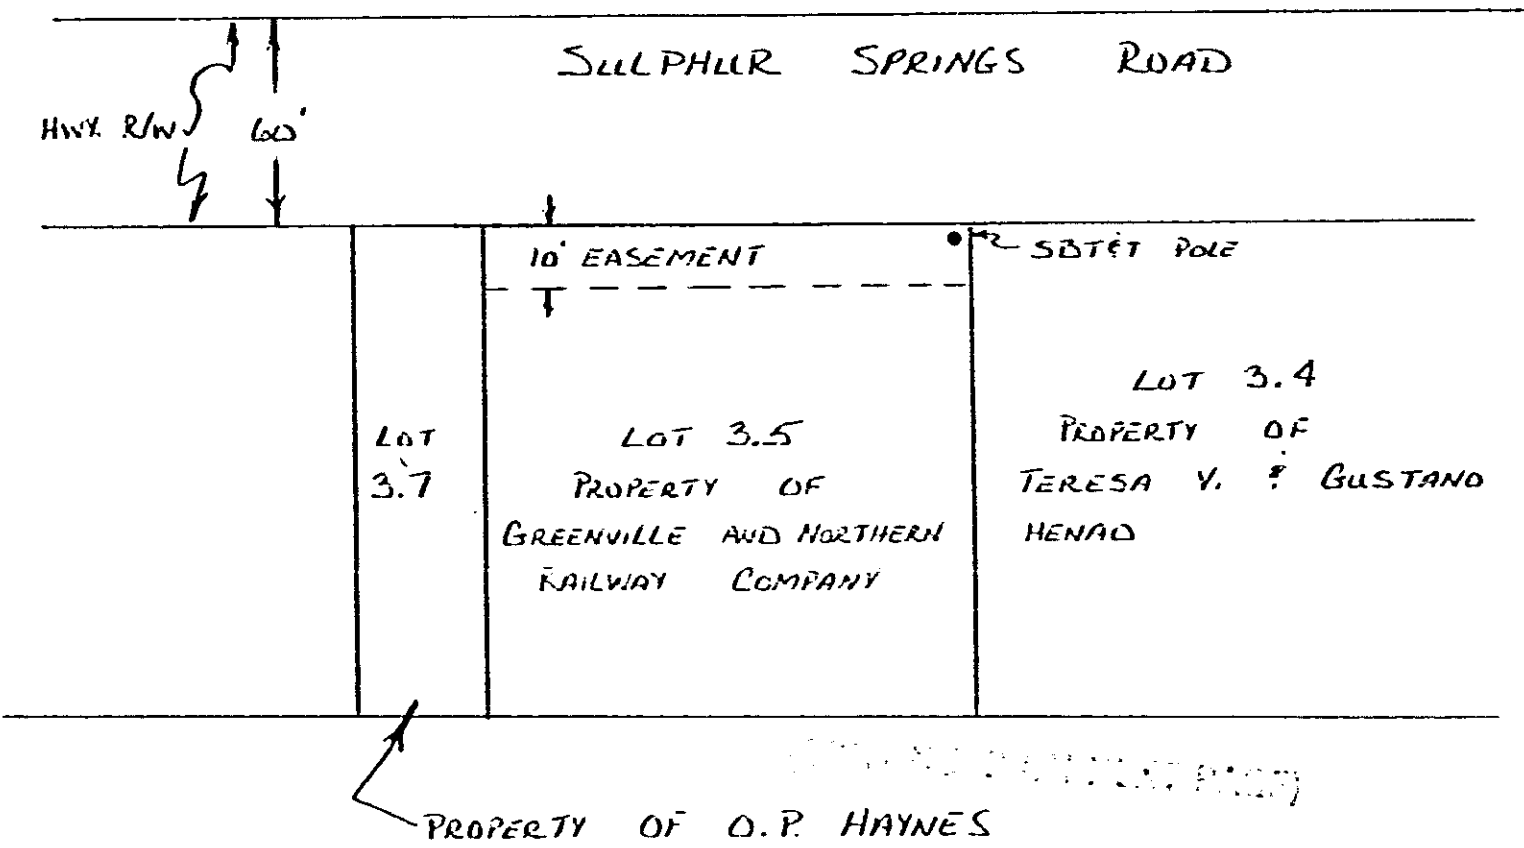 SULPHUR SPRINGS ROAD
HWY. R/W 60'
10' EASEMENT
SBT&T POLE
LOT
3.7
LOT 3.5
PROPERTY OF
GREENVILLE AND NORTHERN
RAILWAY COMPANY
LOT 3.4
PROPERTY OF
TERESA V. & GUSTANO
HENAO
PROPERTY OF O.P. HAYNES